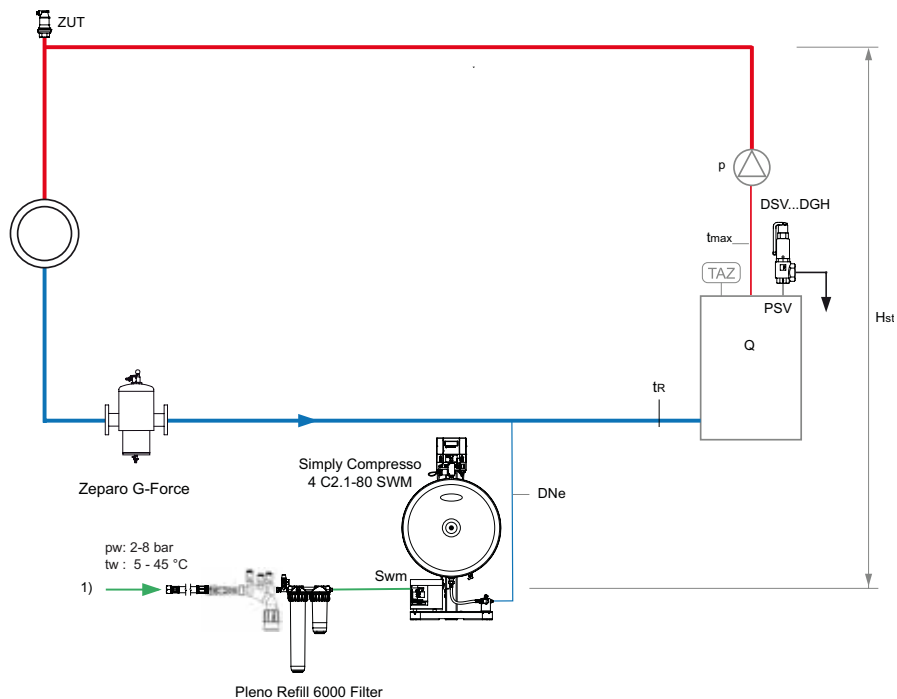 ZUT
p
DSV...DGH
tmax
TAZ
PSV
Hst
Q
tR
Simply Compresso
4 C2.1-80 SWM
DNe
Zeparo G-Force
pw: 2-8 bar
tw : 5 - 45 °C
Swm
1)
Pleno Refill 6000 Filter